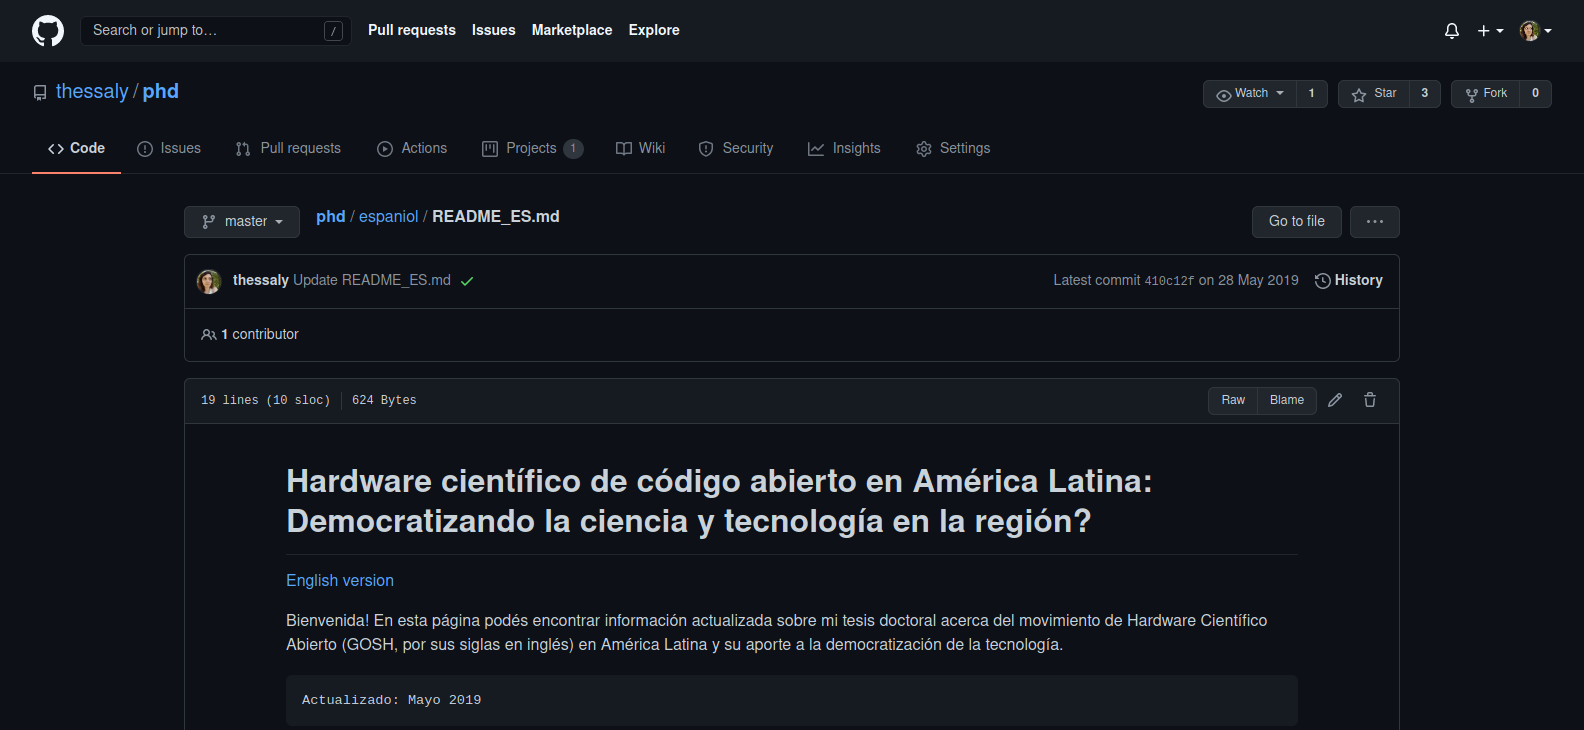 Search or jump to… /
Pull requests Issues Marketplace Explore
thessaly / phd
Watch 1 Star 3 Fork 0
Code Issues Pull requests Actions Projects 1 Wiki Security Insights Settings
master phd / espaniol / README_ES.md Go to file
thessaly Update README_ES.md Latest commit 410c12f on 28 May 2019 History
1 contributor
19 lines (10 sloc) 624 Bytes Raw Blame
Hardware científico de código abierto en América Latina:
Democratizando la ciencia y tecnología en la región?
English version
Bienvenida! En esta página podés encontrar información actualizada sobre mi tesis doctoral acerca del movimiento de Hardware Científico
Abierto (GOSH, por sus siglas en inglés) en América Latina y su aporte a la democratización de la tecnología.
Actualizado: Mayo 2019